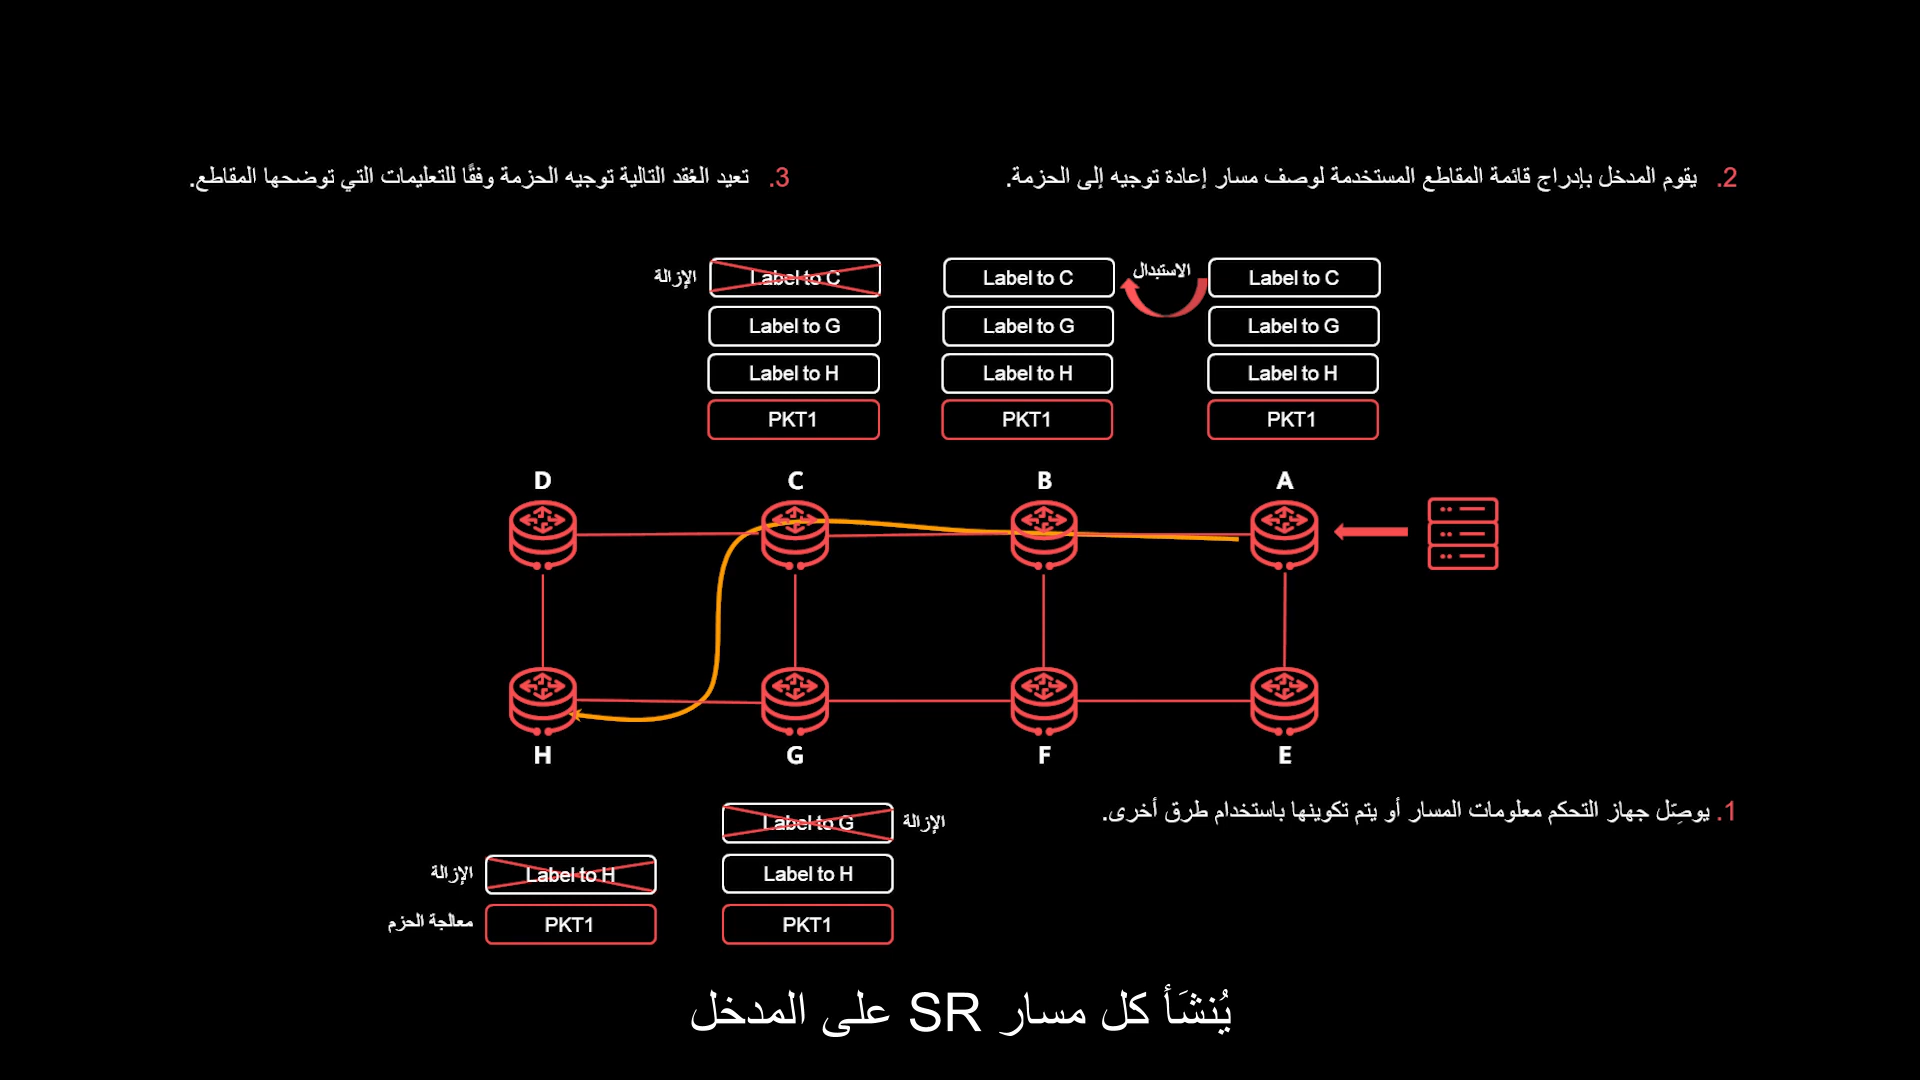 2. يقوم المدخل بإدراج قائمة المقاطع المستخدمة لوصف مسار إعادة توجيه إلى الحزمة.
3. تعيد العُقد التالية توجيه الحزمة وفقًا للتعليمات التي توضحها المقاطع.
Label to C
الاستبدال
Label to C
Label to C
الإزالة
Label to G
Label to G
Label to G
Label to H
Label to H
Label to H
PKT1
PKT1
PKT1
A
B
C
D
E
F
G
H
1. يوصِّل جهاز التحكم معلومات المسار أو يتم تكوينها باستخدام طرق أخرى.
الإزالة
Label to G
Label to H
Label to H
الإزالة
PKT1
PKT1
معالجة الحزم
يُنشَأ كل مسار SR على المدخل